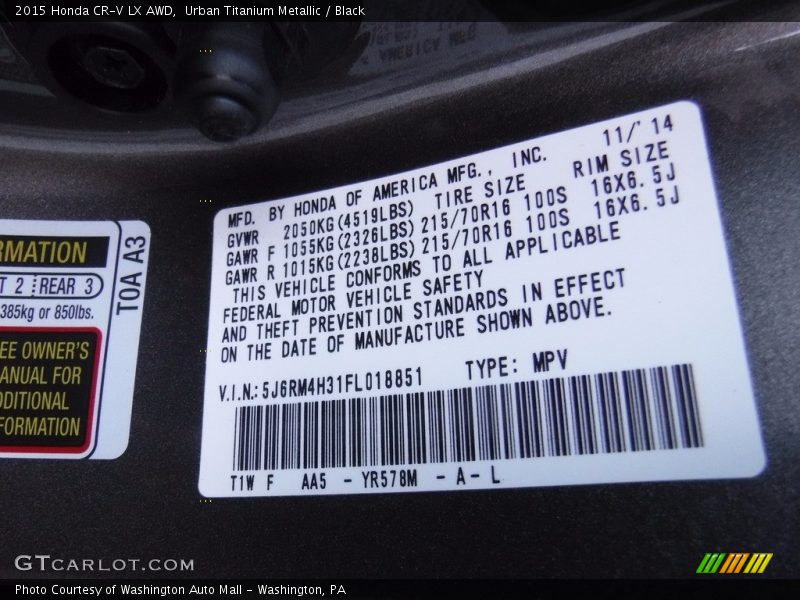 2015 Honda CR-V LX AWD,  Urban Titanium Metallic / Black
MFD. BY HONDA OF AMERICA MFG., INC. 11/'14
GVWR 2050KG(4519LBS) TIRE SIZE RIM SIZE
GAWR F 1055KG(2326LBS) 215/70R16 100S 16X6.5J
GAWR R 1015KG(2238LBS) 215/70R16 100S 16X6.5J
THIS VEHICLE CONFORMS TO ALL APPLICABLE
FEDERAL MOTOR VEHICLE SAFETY
AND THEFT PREVENTION STANDARDS IN EFFECT
ON THE DATE OF MANUFACTURE SHOWN ABOVE.
V.I.N.: 5J6RM4H31FL018851 TYPE: MPV
T1W F AA5 - YR578M - A- L
RMATION
T 2 REAR 3
385kg or 850lbs.
EE OWNER'S
ANUAL FOR
DDITIONAL
FORMATION
T0A A3
GTCARLOT.COM
Photo Courtesy of Washington Auto Mall - Washington, PA